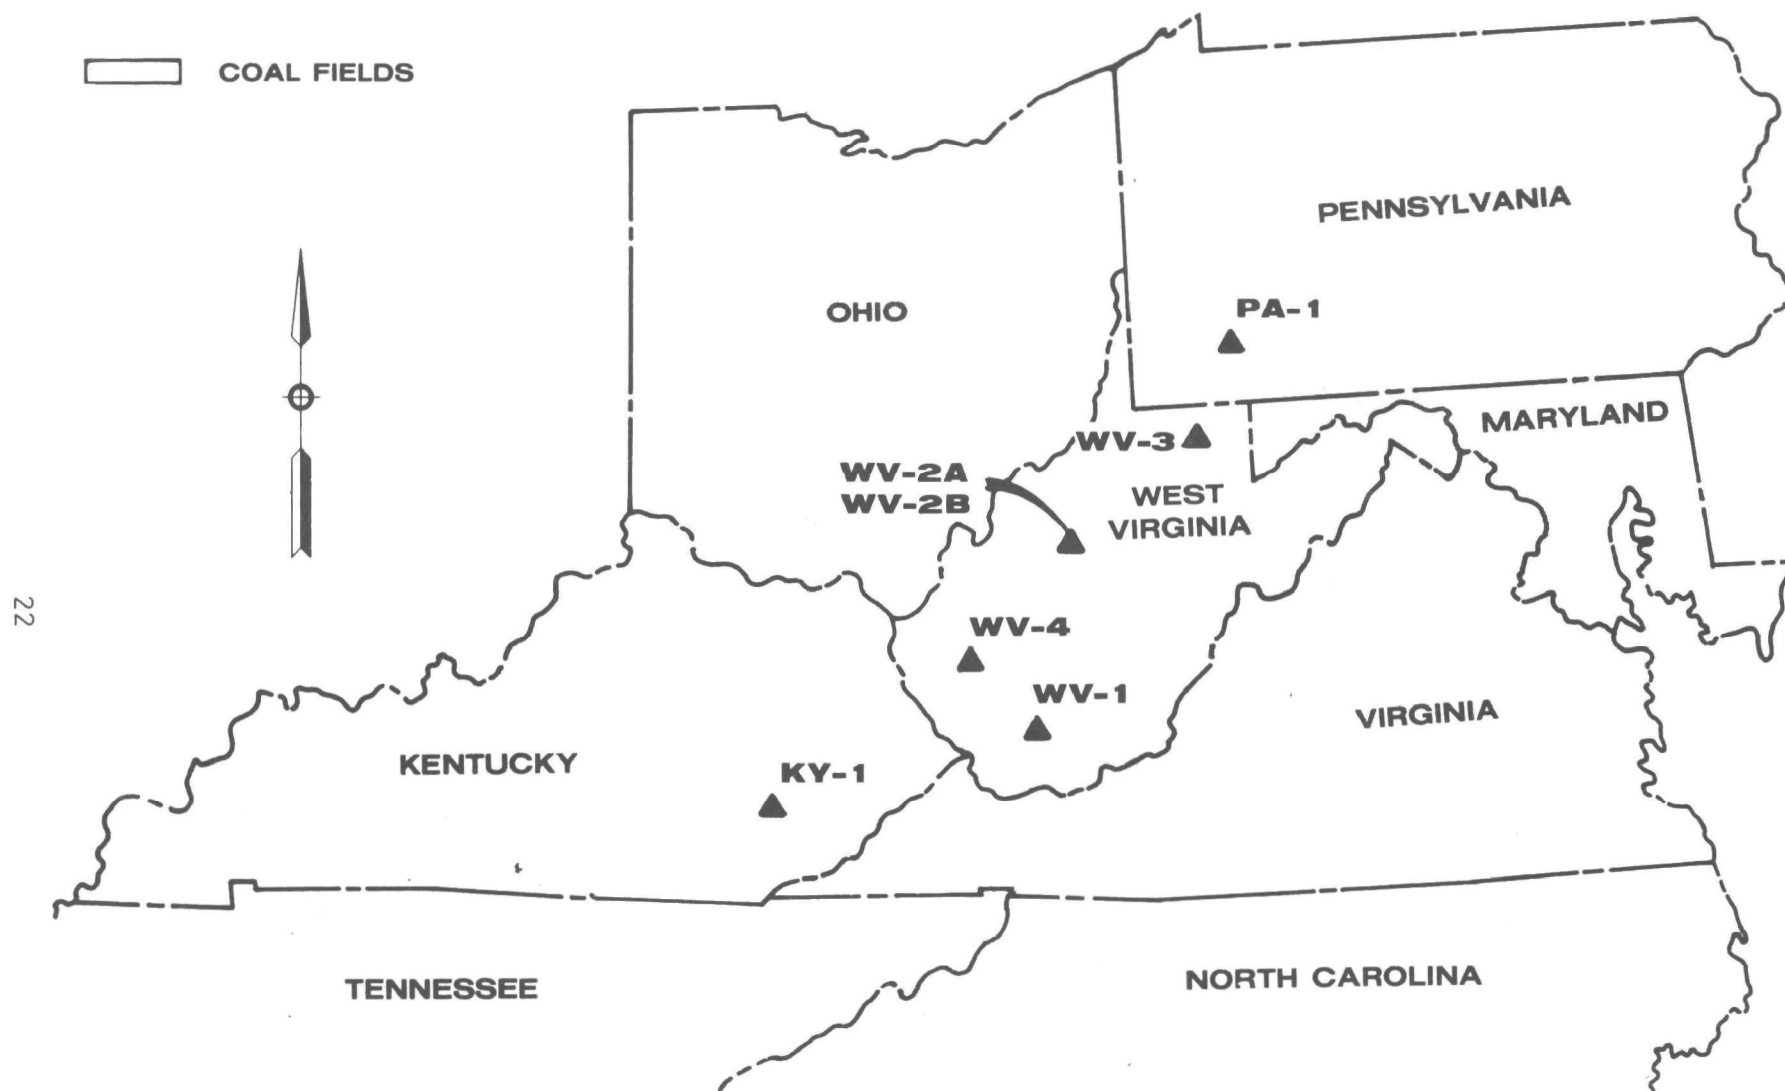 COAL FIELDS
PENNSYLVANIA
OHIO
PA-1
MARYLAND
WV-3
WV-2A
WV-2B
WEST
VIRGINIA
22
WV-4
WV-1
VIRGINIA
KENTUCKY
KY-1
TENNESSEE
NORTH CAROLINA